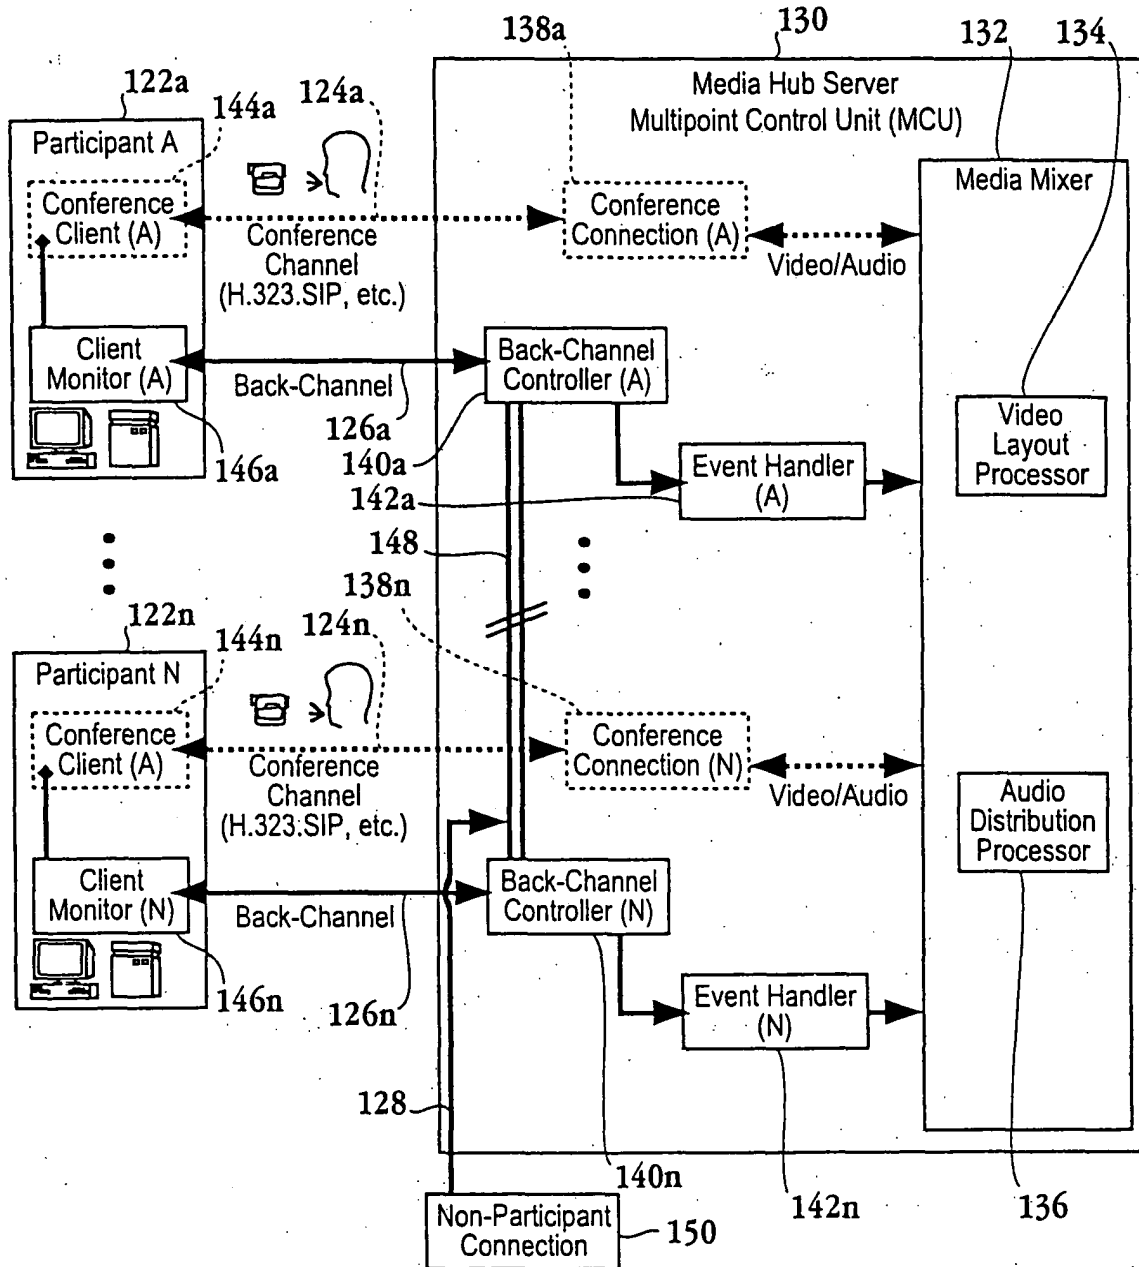 138a
130
132
134
122a
144a
124a
Media Hub Server
Multipoint Control Unit (MCU)
Participant A
Media Mixer
Conference
Client (A)
Conference
Channel
(H.323.SIP, etc.)
Conference
Connection (A)
Video/Audio
Client
Monitor (A)
Back-Channel
Back-Channel
Controller (A)
126a
140a
146a
142a
Event Handler
(A)
Video
Layout
Processor
148
138n
122n
144n
124n
Participant N
Conference
Client (A)
Conference
Channel
(H.323.SIP, etc.)
Conference
Connection (N)
Video/Audio
Audio
Distribution
Processor
Client
Monitor (N)
Back-Channel
Back-Channel
Controller (N)
146n
126n
Event Handler
(N)
128
140n
142n
136
Non-Participant
Connection
150